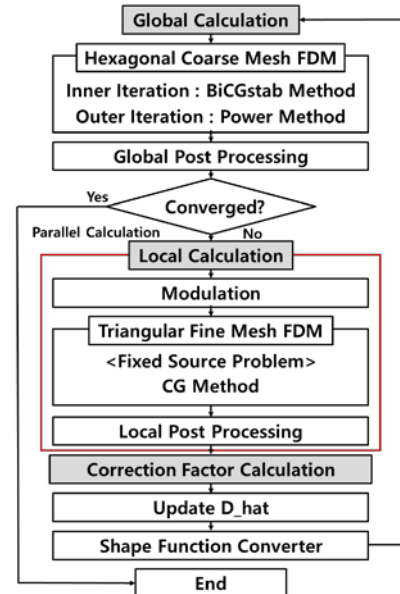 Global Calculation
Hexagonal Coarse Mesh FDM
Inner Iteration : BiCGstab Method
Outer Iteration : Power Method
Global Post Processing
Yes
Converged?
Parallel Calculation
No
Local Calculation
Modulation
Triangular Fine Mesh FDM
<Fixed Source Problem>
CG Method
Local Post Processing
Correction Factor Calculation
Update D_hat
Shape Function Converter
End